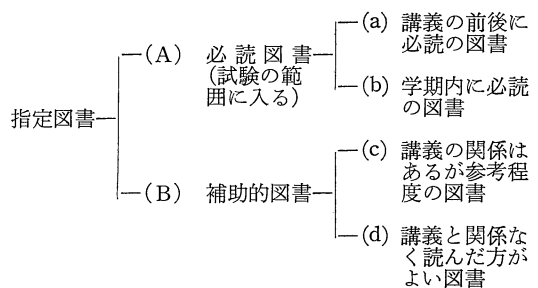 指定図書
(A) 必読図書
(試験の範
囲に入る)
(a) 講義の前後に
必読の図書
(b) 学期内に必読
の図書
(B) 補助的図書
(c) 講義の関係は
あるが参考程
度の図書
(d) 講義と関係な
く読んだ方が
よい図書